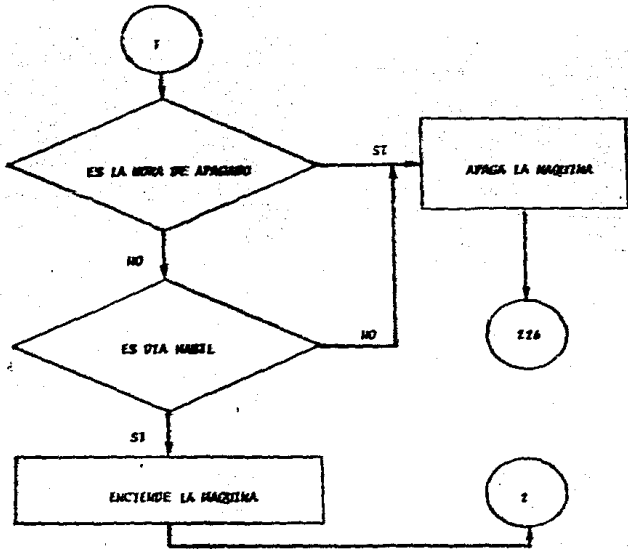 1
ES LA HORA DE APAGADO
SI
APAGA LA MAQUINA
NO
ES DIA HABIL
NO
226
SI
ENCIENDE LA MAQUINA
2